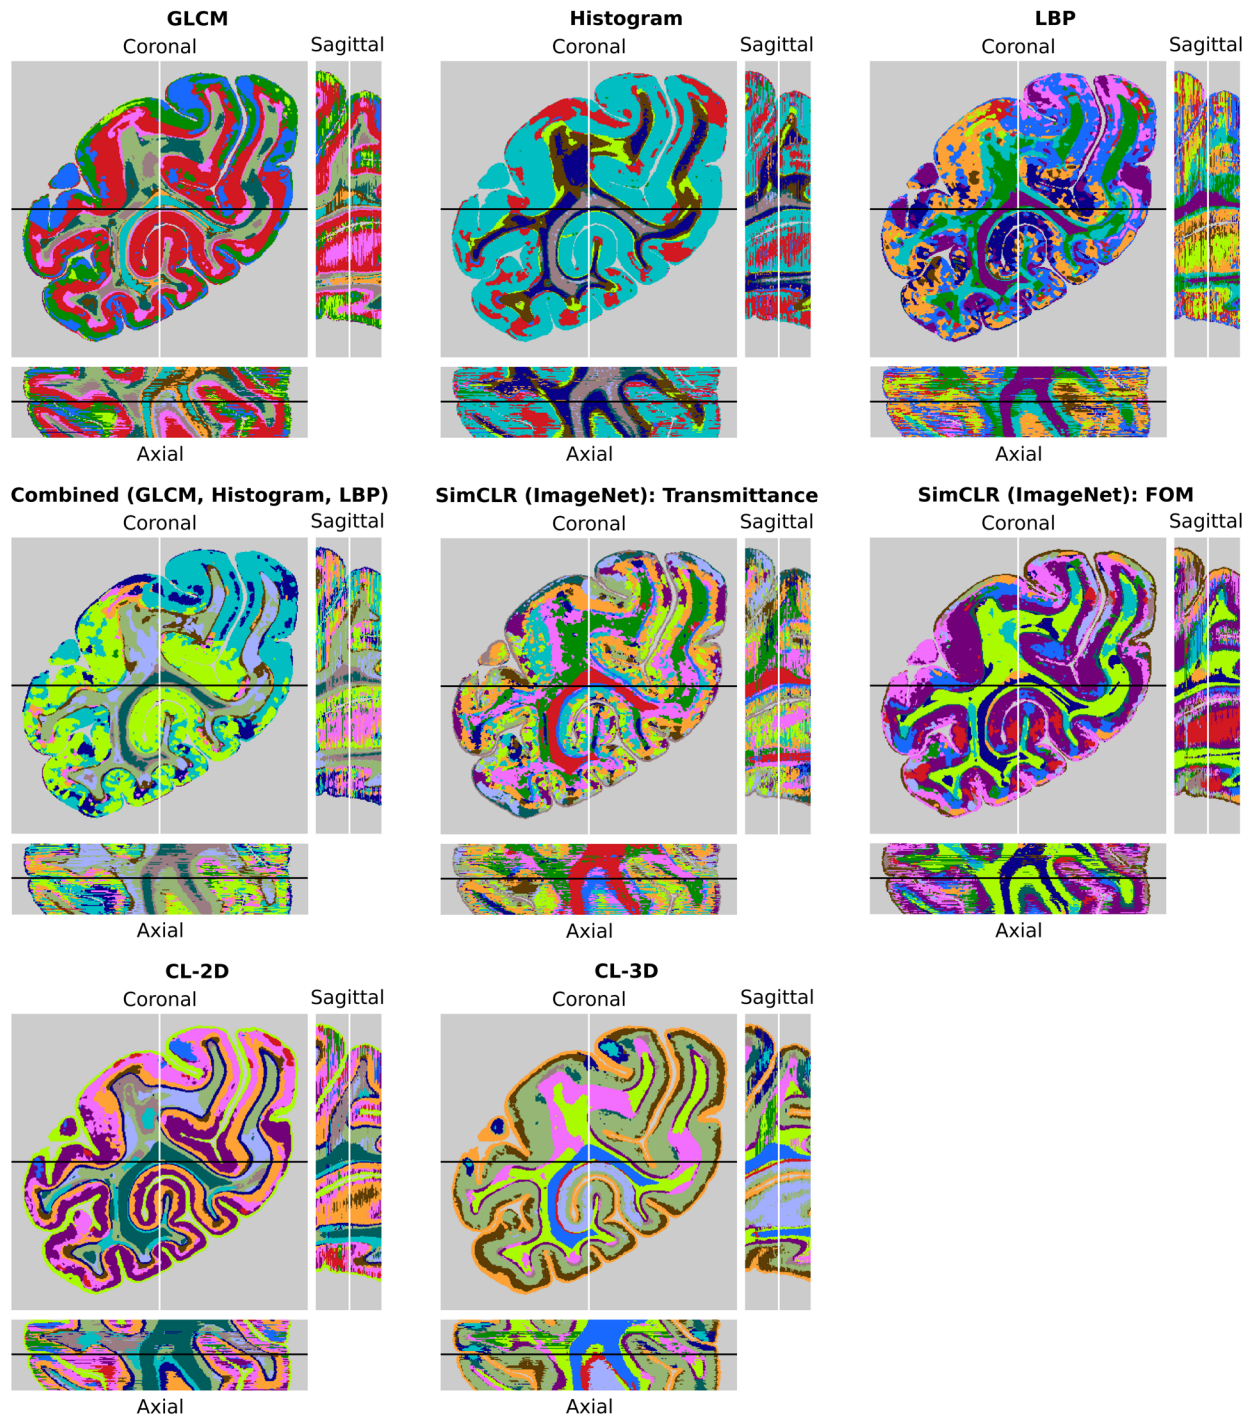 GLCM
Coronal Sagittal
Axial
Histogram
Coronal Sagittal
Axial
LBP
Coronal Sagittal
Axial
Combined (GLCM, Histogram, LBP)
Coronal Sagittal
Axial
SimCLR (ImageNet): Transmittance
Coronal Sagittal
Axial
SimCLR (ImageNet): FOM
Coronal Sagittal
Axial
CL-2D
Coronal Sagittal
Axial
CL-3D
Coronal Sagittal
Axial